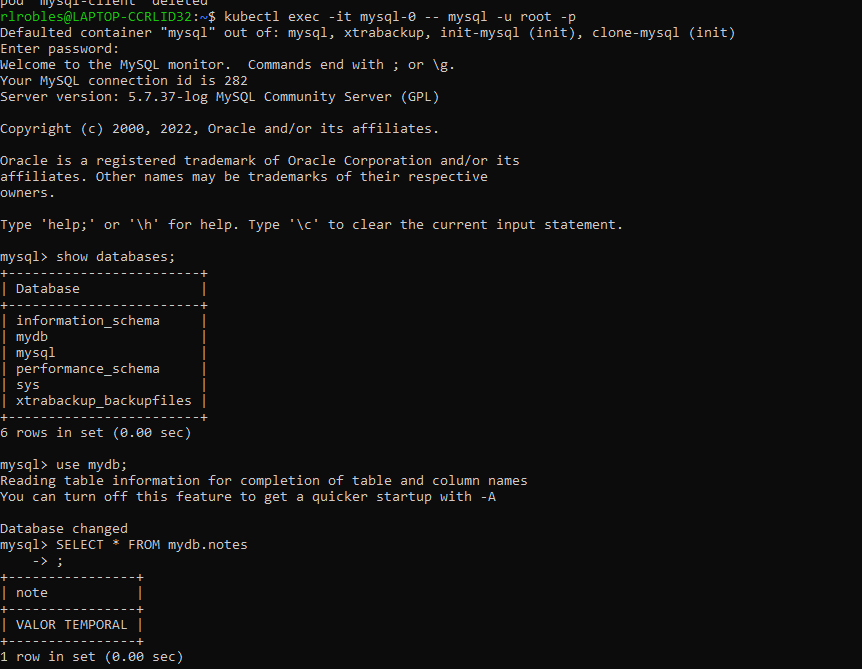 pod "mysql-client" deleted
rlrobles@LAPTOP-CCRLID32:~$ kubectl exec -it mysql-0 -- mysql -u root -p
Defaulted container "mysql" out of: mysql, xtrabackup, init-mysql (init), clone-mysql (init)
Enter password:
Welcome to the MySQL monitor.  Commands end with ; or \g.
Your MySQL connection id is 282
Server version: 5.7.37-log MySQL Community Server (GPL)

Copyright (c) 2000, 2022, Oracle and/or its affiliates.

Oracle is a registered trademark of Oracle Corporation and/or its
affiliates. Other names may be trademarks of their respective
owners.

Type 'help;' or '\h' for help. Type '\c' to clear the current input statement.

mysql> show databases;
+------------------------+
| Database               |
+------------------------+
| information_schema     |
| mydb                   |
| mysql                  |
| performance_schema     |
| sys                    |
| xtrabackup_backupfiles |
+------------------------+
6 rows in set (0.00 sec)

mysql> use mydb;
Reading table information for completion of table and column names
You can turn off this feature to get a quicker startup with -A

Database changed
mysql> SELECT * FROM mydb.notes
    -> ;
+----------------+
| note           |
+----------------+
| VALOR TEMPORAL |
+----------------+
1 row in set (0.00 sec)